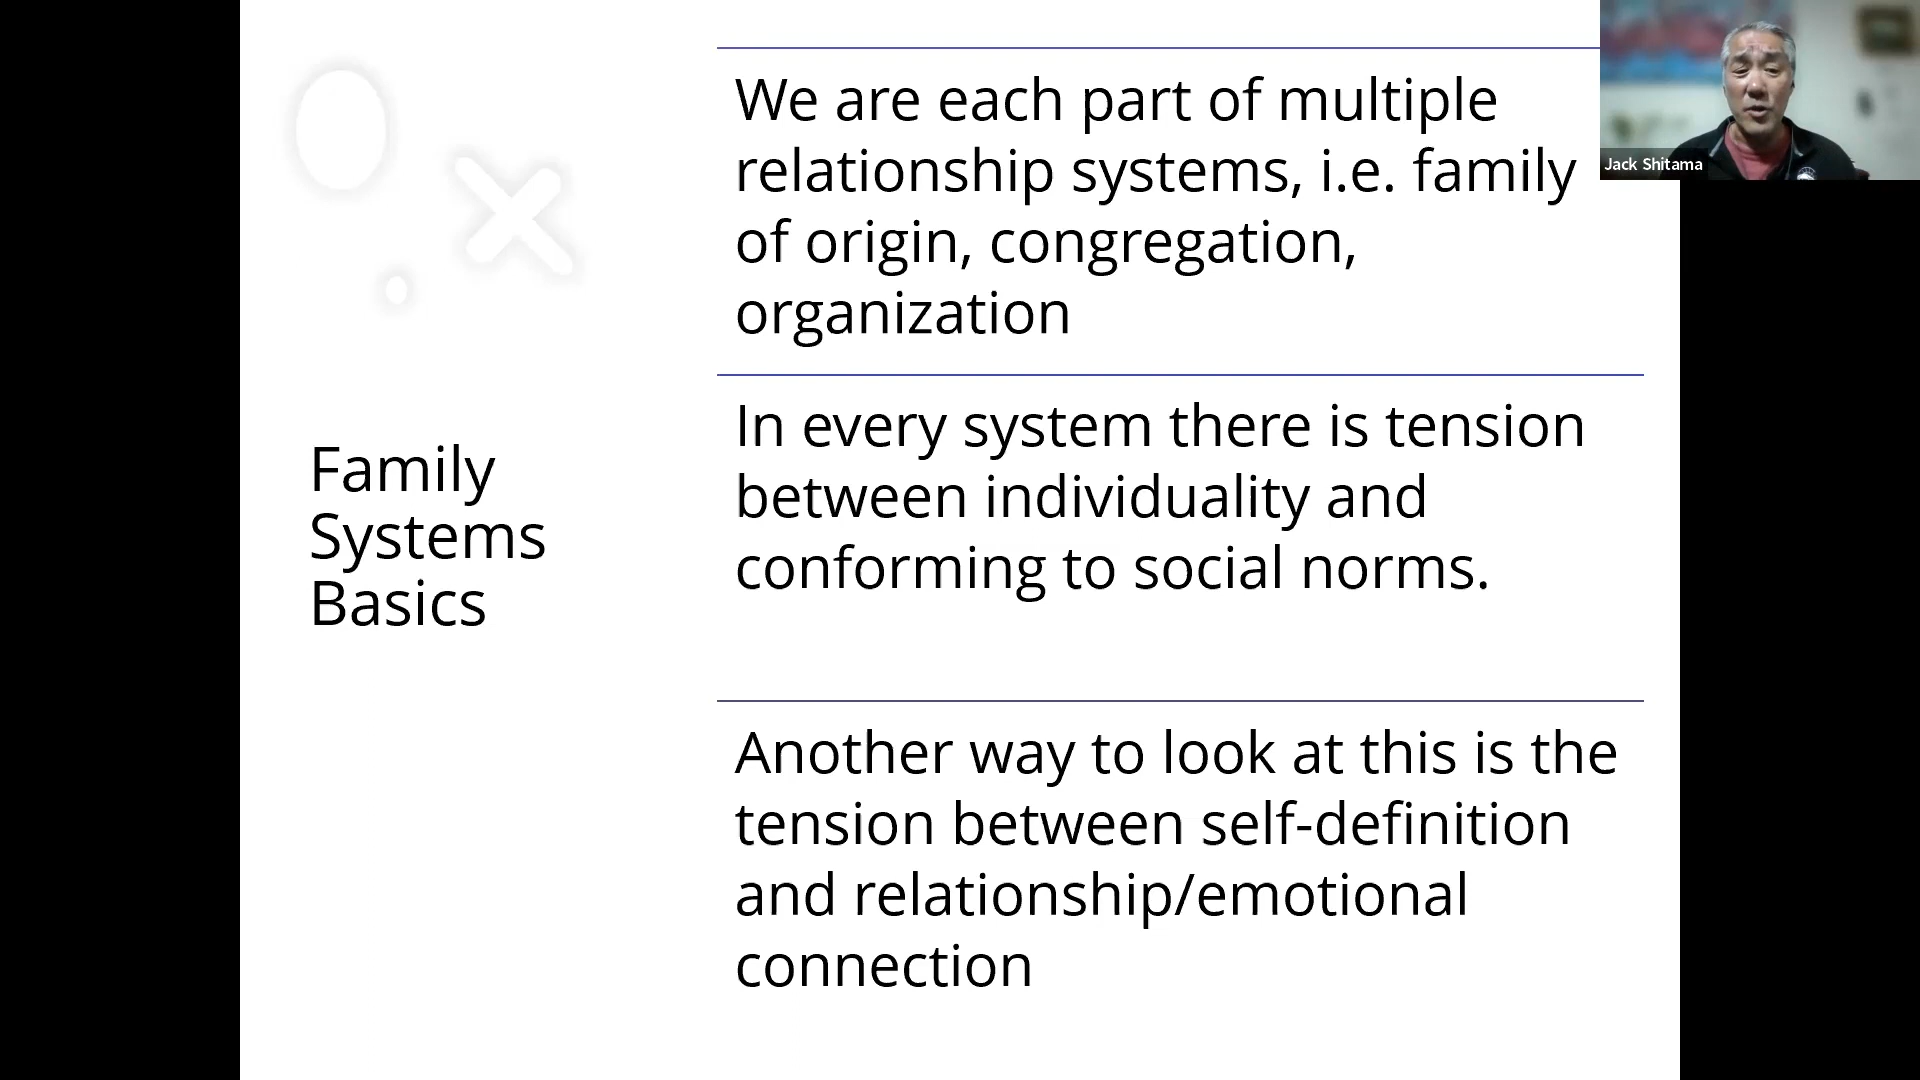 Family
Systems
Basics
We are each part of multiple
relationship systems, i.e. family
of origin, congregation,
organization
In every system there is tension
between individuality and
conforming to social norms.
Another way to look at this is the
tension between self-definition
and relationship/emotional
connection
Jack Shitama